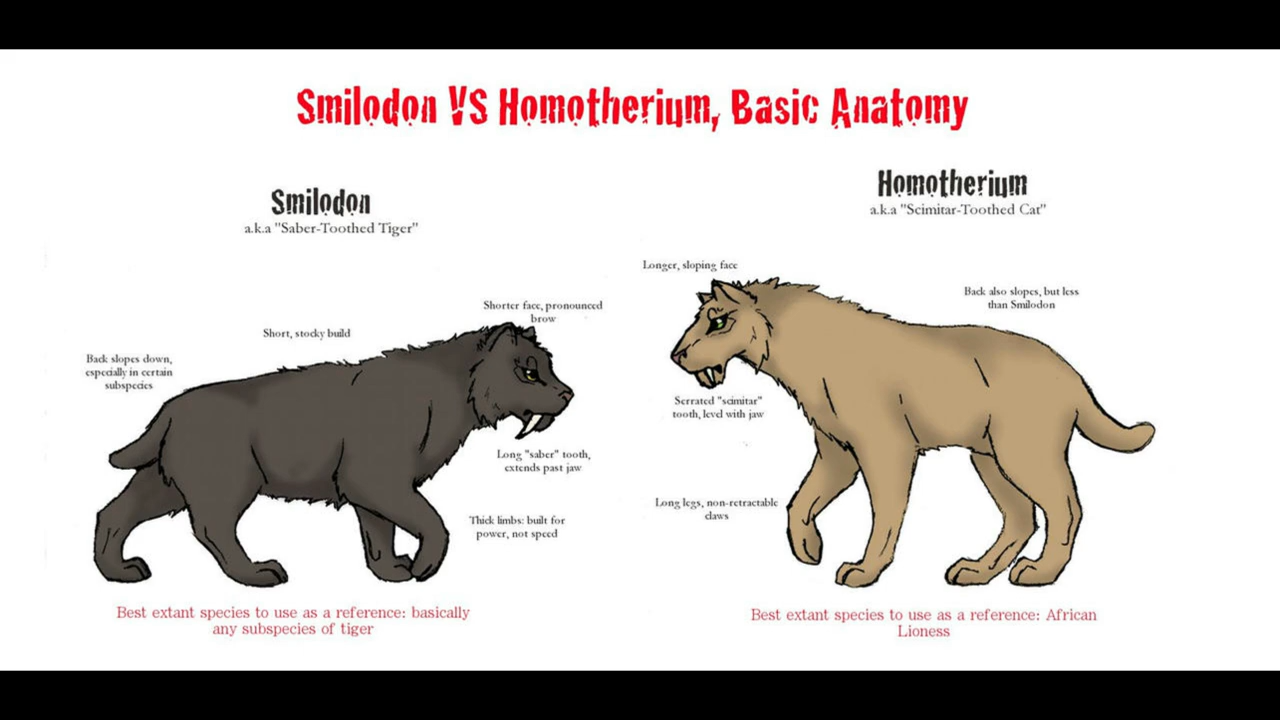 Smilodon VS Homotherium, Basic Anatomy
Smilodon
a.k.a "Saber-Toothed Tiger"
Shorter face, pronounced
brow
Short, stocky build
Back slopes down,
especially in certain
subspecies
Long "saber" tooth,
extends past jaw
Thick limbs: built for
power, not speed
Best extant species to use as a reference: basically
any subspecies of tiger
Homotherium
a.k.a "Scimitar-Toothed Cat"
Longer, sloping face
Back also slopes, but less
than Smilodon
Serrated "scimitar"
tooth, level with jaw
Long legs, non-retractable
claws
Best extant species to use as a reference: African
Lioness